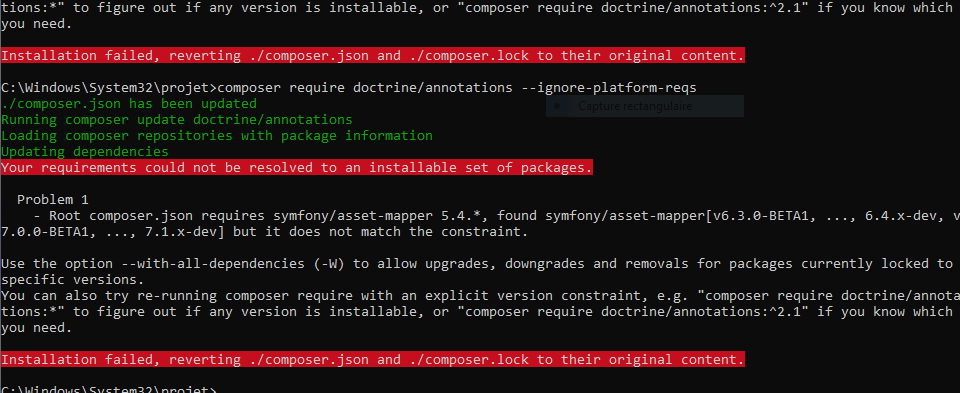 tions:*" to figure out if any version is installable, or "composer require doctrine/annotations:^2.1" if you know which
you need.
Installation failed, reverting ./composer.json and ./composer.lock to their original content.
C:\Windows\System32\projet>composer require doctrine/annotations --ignore-platform-reqs
./composer.json has been updated
Capture rectangulaire
Running composer update doctrine/annotations
Loading composer repositories with package information
Updating dependencies
Your requirements could not be resolved to an installable set of packages.
Problem 1
- Root composer.json requires symfony/asset-mapper 5.4.*, found symfony/asset-mapper[v6.3.0-BETA1, ..., 6.4.x-dev, v
7.0.0-BETA1, ..., 7.1.x-dev] but it does not match the constraint.
Use the option --with-all-dependencies (-W) to allow upgrades, downgrades and removals for packages currently locked to
specific versions.
You can also try re-running composer require with an explicit version constraint, e.g. "composer require doctrine/annota
tions:*" to figure out if any version is installable, or "composer require doctrine/annotations:^2.1" if you know which
you need.
Installation failed, reverting ./composer.json and ./composer.lock to their original content.
C:\Windows\System32\projet>